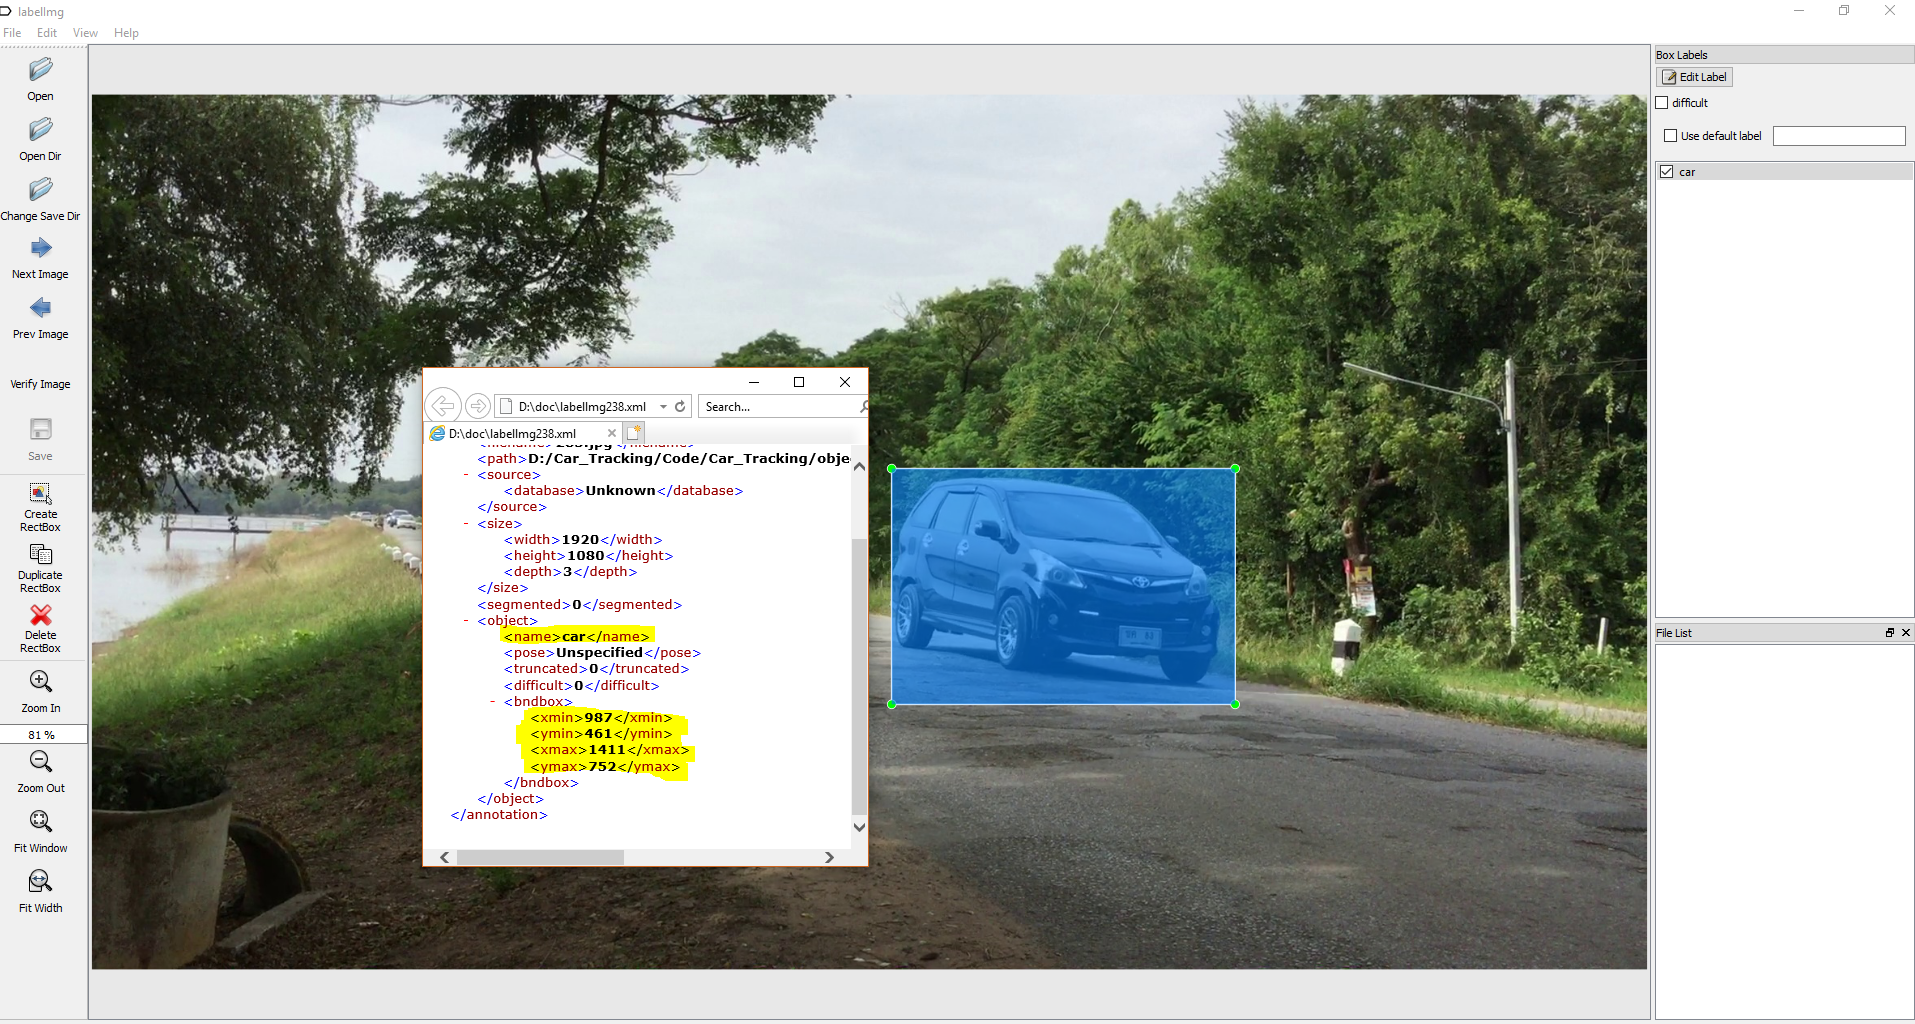 labelImg
File Edit View Help
Open
Open Dir
Change Save Dir
Next Image
Prev Image
Verify Image
Save
Create
RectBox
Duplicate
RectBox
Delete
RectBox
Zoom In
81 %
Zoom Out
Fit Window
Fit Width
D:\doc\labelImg238.xml
Search...
D:\doc\labelImg238.xml
<path>D:/Car_Tracking/Code/Car_Tracking/obje
- <source>
<database>Unknown</database>
</source>
- <size>
<width>1920</width>
<height>1080</height>
<depth>3</depth>
</size>
<segmented>0</segmented>
- <object>
<name>car</name>
<pose>Unspecified</pose>
<truncated>0</truncated>
<difficult>0</difficult>
- <bndbox>
<xmin>987</xmin>
<ymin>461</ymin>
<xmax>1411</xmax>
<ymax>752</ymax>
</bndbox>
</object>
</annotation>
Box Labels
Edit Label
difficult
Use default label
car
File List